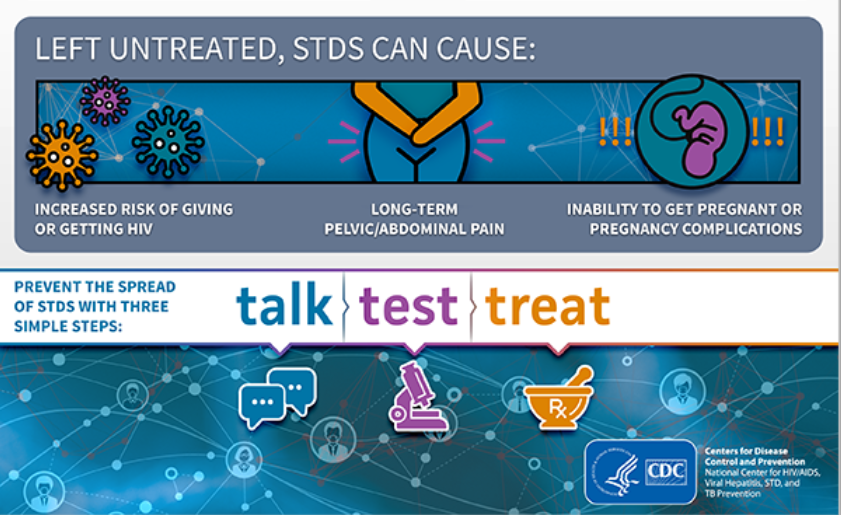 LEFT UNTREATED, STDS CAN CAUSE:
!!! !!!
INCREASED RISK OF GIVING
OR GETTING HIV
LONG-TERM
PELVIC/ABDOMINAL PAIN
INABILITY TO GET PREGNANT OR
PREGNANCY COMPLICATIONS
PREVENT THE SPREAD
OF STDS WITH THREE
SIMPLE STEPS:
talk test treat
Rx
CDC
Centers for Disease
Control and Prevention
National Center for HIV/AIDS,
Viral Hepatitis, STD, and
TB Prevention